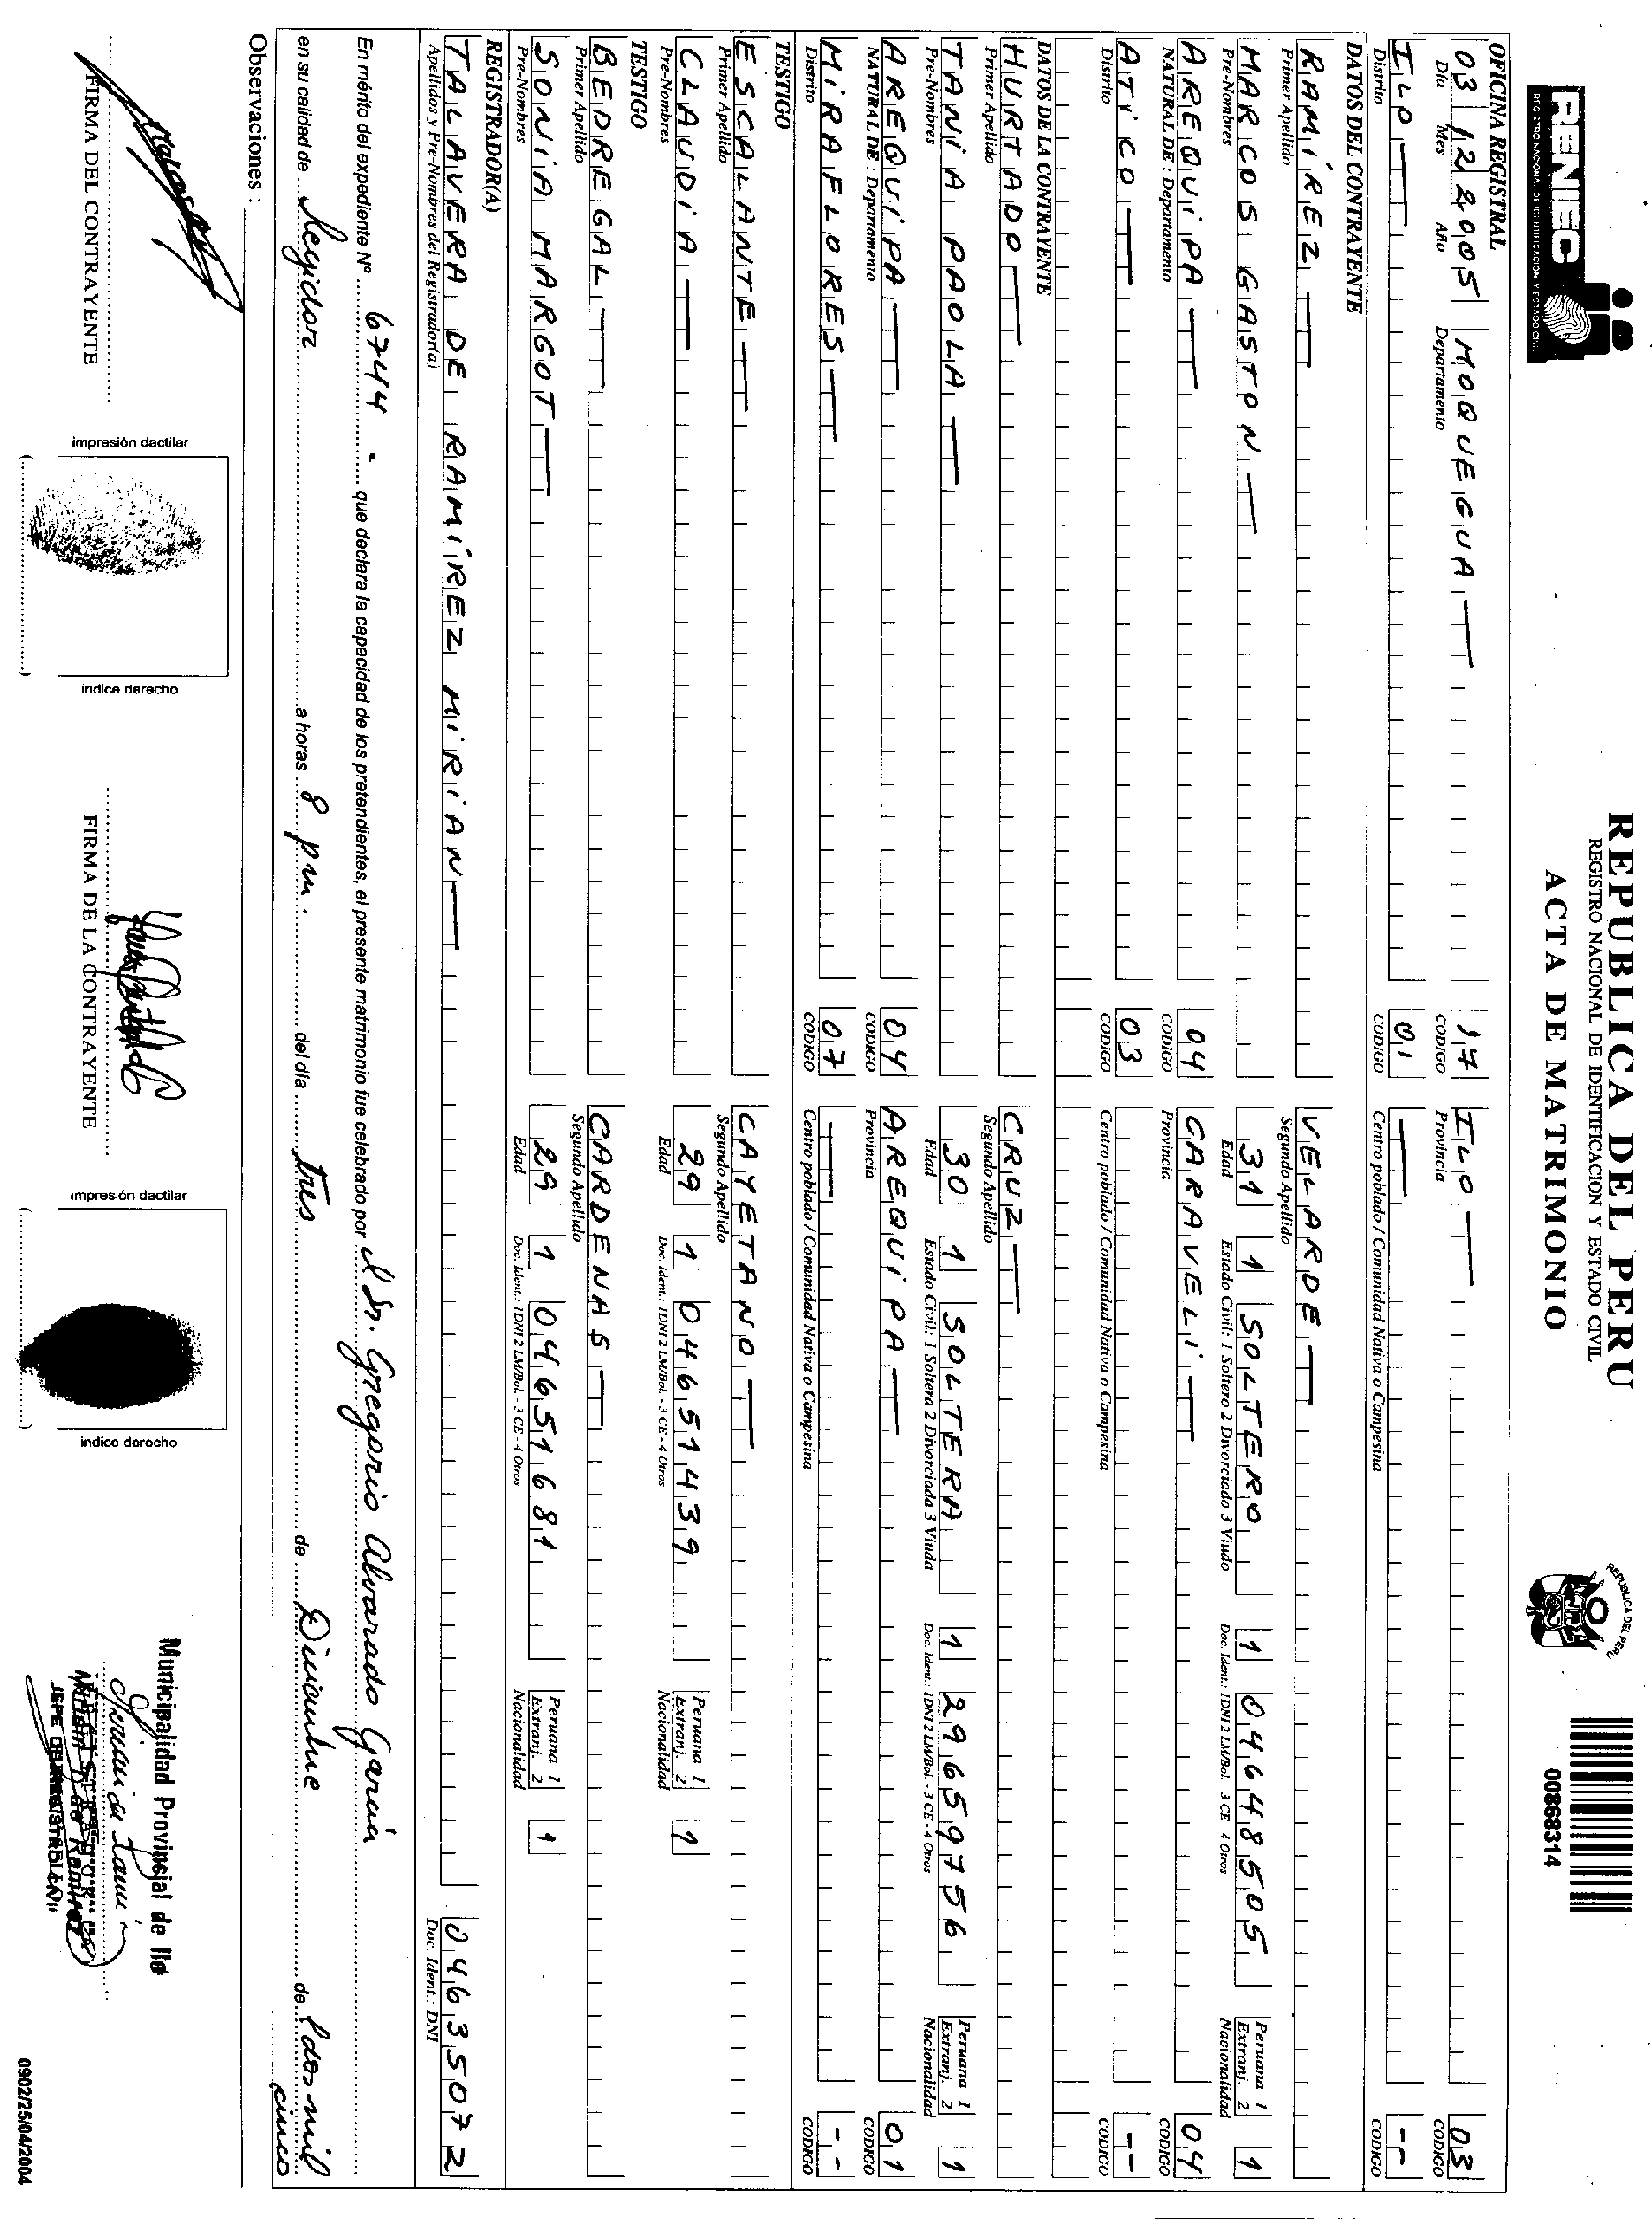 RENIEC
REGISTRO NACIONAL DE IDENTIFICACION Y ESTADO CIVIL
REPUBLICA DEL PERU
REGISTRO NACIONAL DE IDENTIFICACION Y ESTADO CIVIL
ACTA DE MATRIMONIO
REPUBLICA DEL PERU
00868314
OFICINA REGISTRAL
03 12 2005 MOQUEGUA 17 ILO 03
Día Mes Año Departamento CODIGO Provincia CODIGO
ILO 01 -- 
Distrito CODIGO Centro poblado / Comunidad Nativa o Campesina CODIGO
DATOS DEL CONTRAYENTE
RAMÍREZ VELARDE
Primer Apellido Segundo Apellido
MARCOS GASTON 31 1 SOLTERO 1 04648505 Peruana 1 Extranj. 2 1
Pre-Nombres Edad Estado Civil: 1 Soltero 2 Divorciado 3 Viudo Doc. Ident.: 1DNI 2 LM/Bol. - 3 CE - 4 Otros Nacionalidad
AREQUiPA 04 CARAVELi 04
NATURAL DE : Departamento CODIGO Provincia CODIGO
ATiCO 03 --
Distrito CODIGO Centro poblado / Comunidad Nativa o Campesina CODIGO
DATOS DE LA CONTRAYENTE
HURTADO CRUZ
Primer Apellido Segundo Apellido
TANiA PAOLA 30 1 SOLTERA 1 29659756 Peruana 1 Extranj. 2 1
Pre-Nombres Edad Estado Civil: 1 Soltera 2 Divorciada 3 Viuda Doc. Ident.: 1DNI 2 LM/Bol. - 3 CE - 4 Otros Nacionalidad
AREQUiPA 04 AREQUiPA 01
NATURAL DE : Departamento CODIGO Provincia CODIGO
MiRAFLORES 07 --
Distrito CODIGO Centro poblado / Comunidad Nativa o Campesina CODIGO
TESTIGO
ESCALANTE CAYETANO
Primer Apellido Segundo Apellido
CLAUDiA 29 1 04651439 Peruana 1 Extranj. 2 1
Pre-Nombres Edad Doc. Ident.: 1DNI 2 LM/Bol. - 3 CE - 4 Otros Nacionalidad
TESTIGO
BEDREGAL CARDENAS
Primer Apellido Segundo Apellido
SONiA MARGOT 29 1 04651681 Peruana 1 Extranj. 2 1
Pre-Nombres Edad Doc. Ident.: 1DNI 2 LM/Bol. - 3 CE - 4 Otros Nacionalidad
REGISTRADOR(A)
TALAVERA DE RAMÍREZ MiRiAN 04635072
Apellidos y Pre-Nombres del Registrador(a) Doc. Ident.: DNI
En mérito del expediente Nº 6744 - que declara la capacidad de los pretendientes, el presente matrimonio fue celebrado por el Sr. Gregorio Alvarado García
en su calidad de Regidor a horas 8 pm. del día tres de Diciembre de dos mil cinco
Observaciones :
impresión dactilar
índice derecho
FIRMA DEL CONTRAYENTE
impresión dactilar
índice derecho
FIRMA DE LA CONTRAYENTE
Municipalidad Provincial de Ilo
0902/25/04/2004